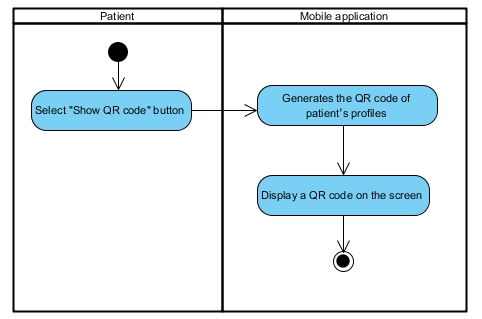 Patient
Mobile application
Select "Show QR code" button
Generates the QR code of
patient's profiles
Display a QR code on the screen